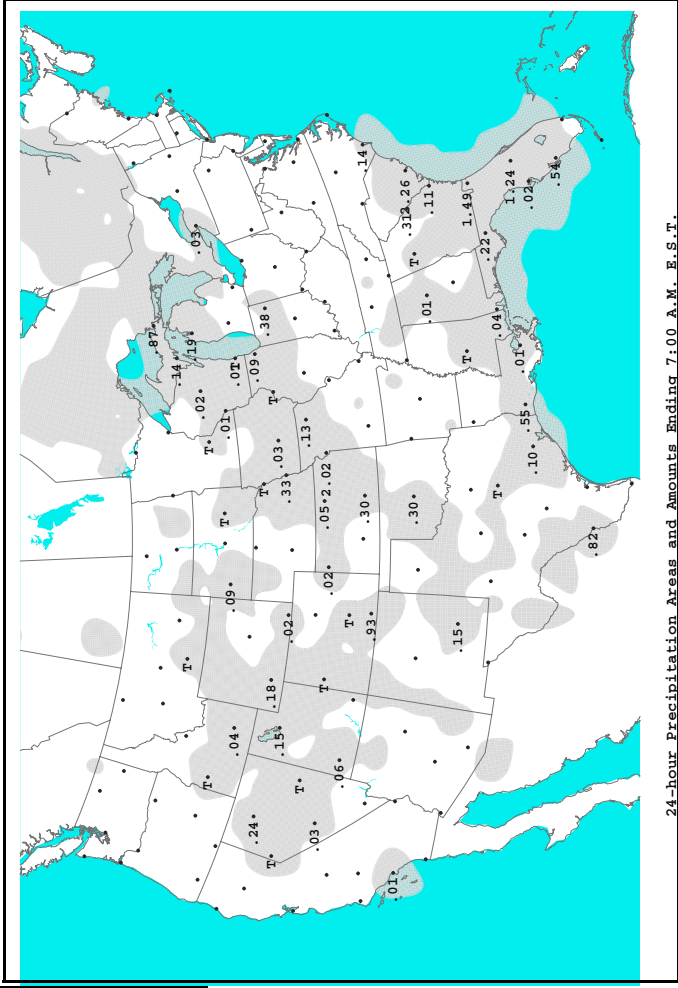 .87
.14
.19
T
.03
.02
T
T
T
.01
.09
.04
.24
.09
.38
T
T
.18
T
.03
.15
.33
.02
T
.13
.03
.05 2.02
T
.02
.06
T
.14
.30
.93
.01
.26
T
.30
.01
.11
.15
T
1.49
.22
T
.04
1.24
.01
.55
.02
.10
.54
.82
24-hour Precipitation Areas and Amounts Ending 7:00 A.M. E.S.T.